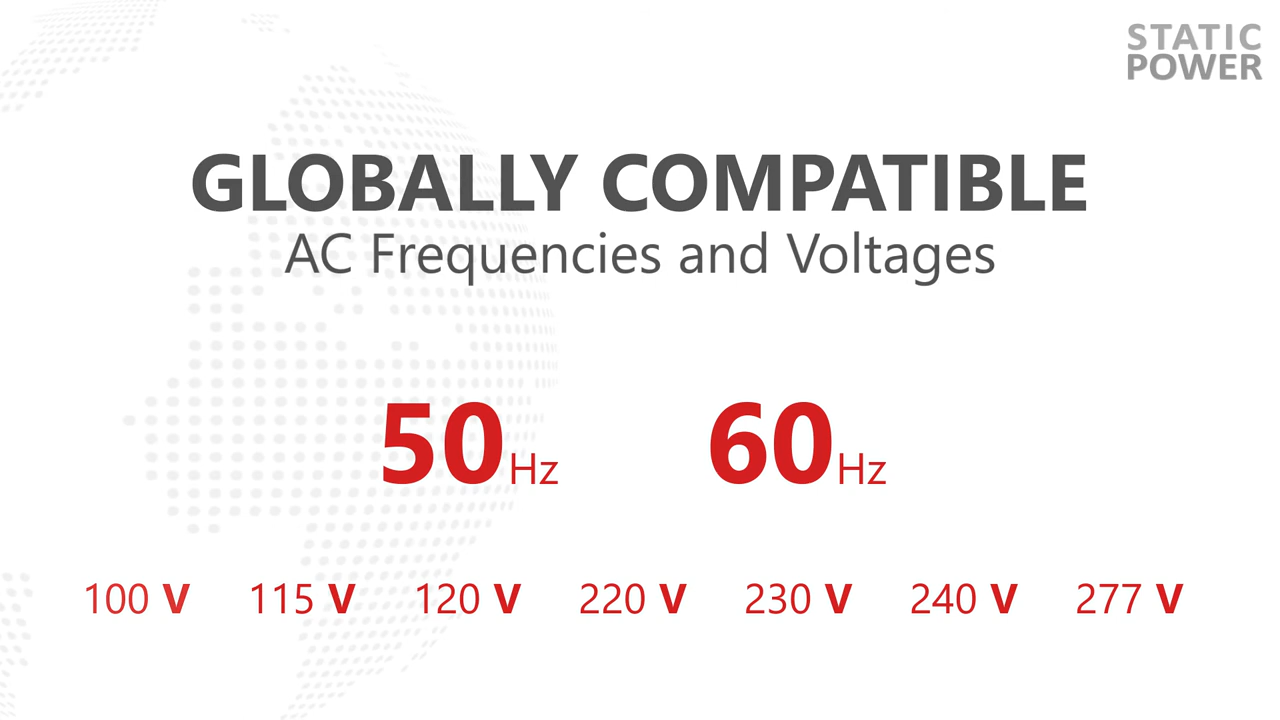 STATIC
POWER
GLOBALLY COMPATIBLE
AC Frequencies and Voltages
50Hz 60Hz
100 V 115 V 120 V 220 V 230 V 240 V 277 V